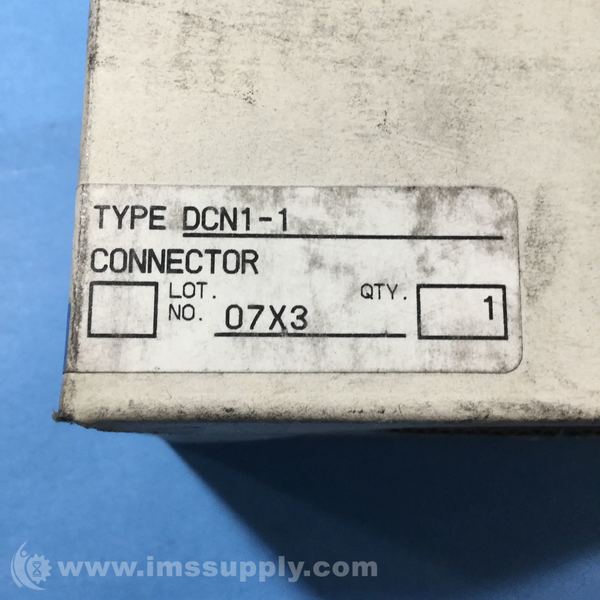 TYPE DCN1-1
CONNECTOR
LOT. NO. 07X3 QTY. 1
www.imssupply.com